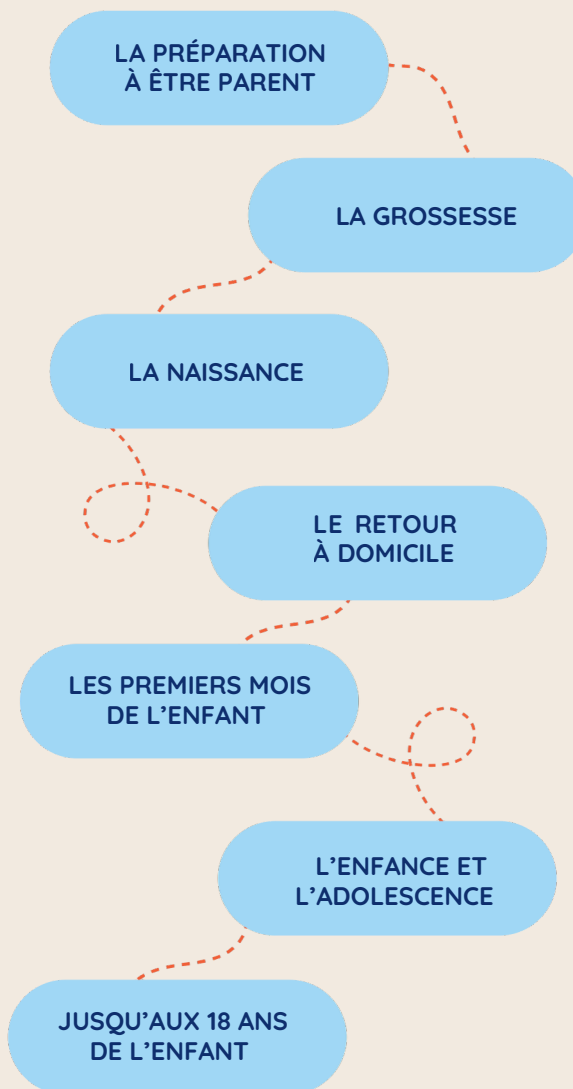 LA PRÉPARATION
À ÊTRE PARENT
LA GROSSESSE
LA NAISSANCE
LE RETOUR
À DOMICILE
LES PREMIERS MOIS
DE L’ENFANT
L’ENFANCE ET
L’ADOLESCENCE
JUSQU’AUX 18 ANS
DE L’ENFANT